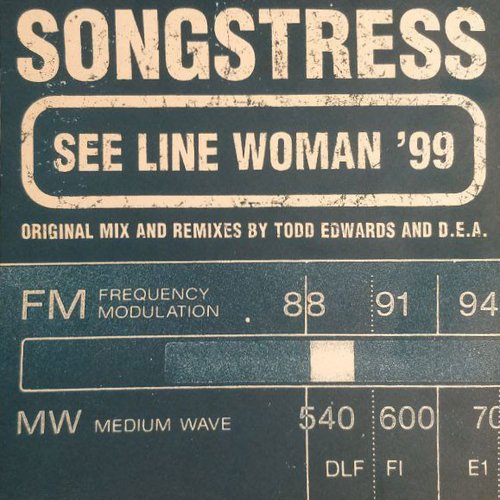 SONGSTRESS
SEE LINE WOMAN '99
ORIGINAL MIX AND REMIXES BY TODD EDWARDS AND D.E.A.
FM FREQUENCY MODULATION 88 91 94
MW MEDIUM WAVE 540 600 70
DLF FI E1